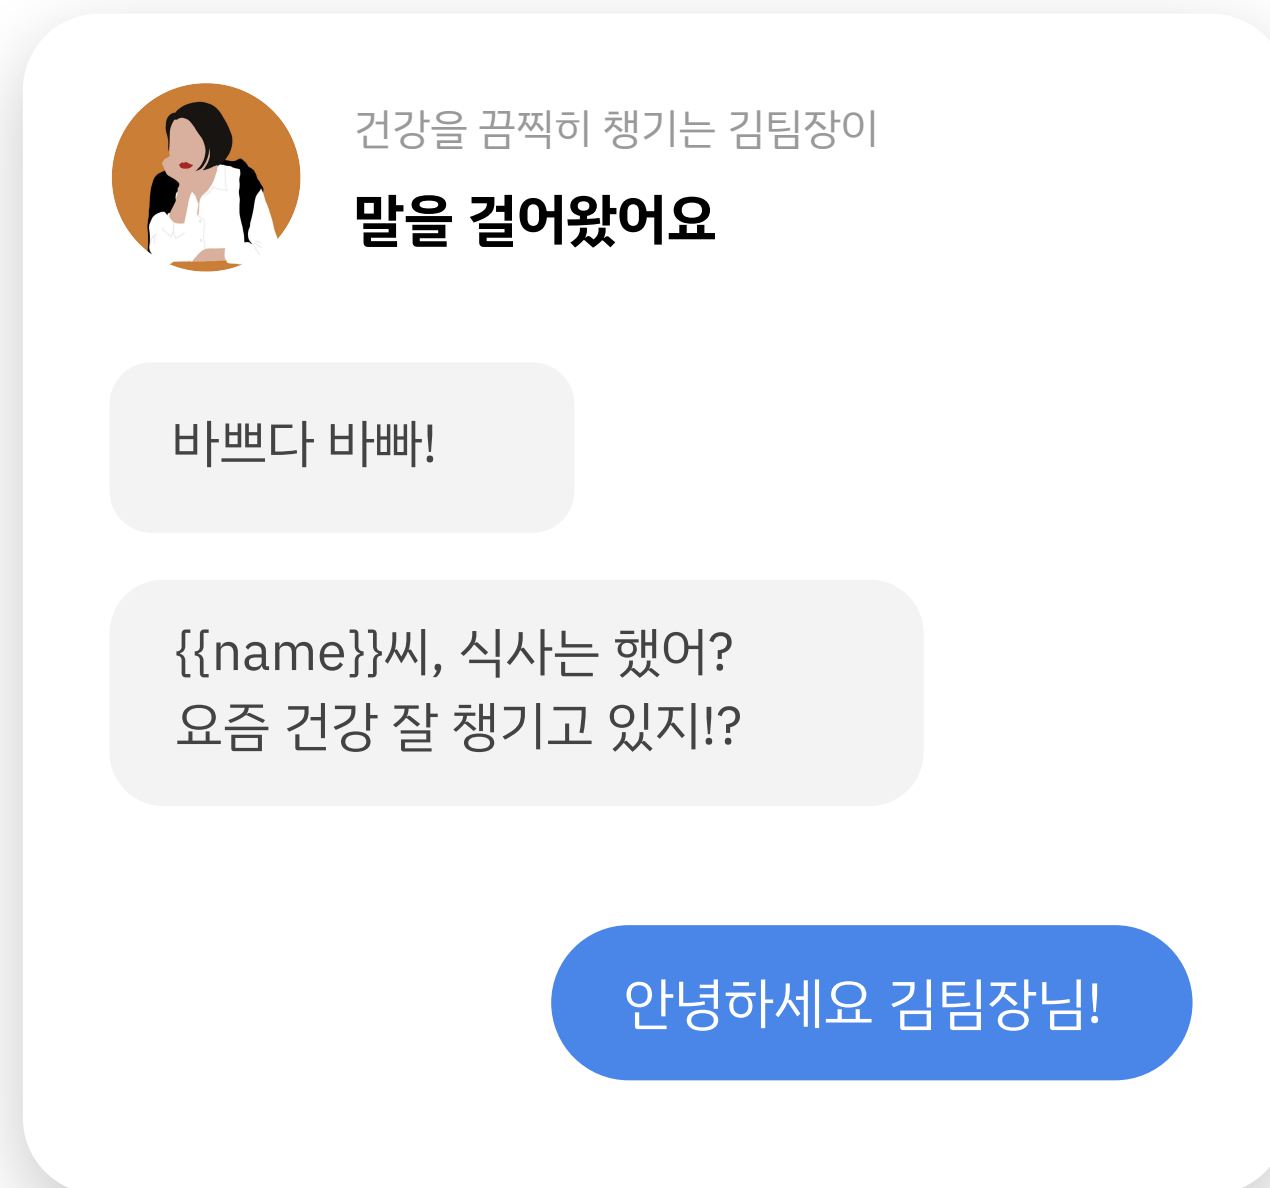 건강을 끔찍히 챙기는 김팀장이
말을 걸어왔어요
바쁘다 바빠!
{{name}}씨, 식사는 했어?
요즘 건강 잘 챙기고 있지!?
안녕하세요 김팀장님!